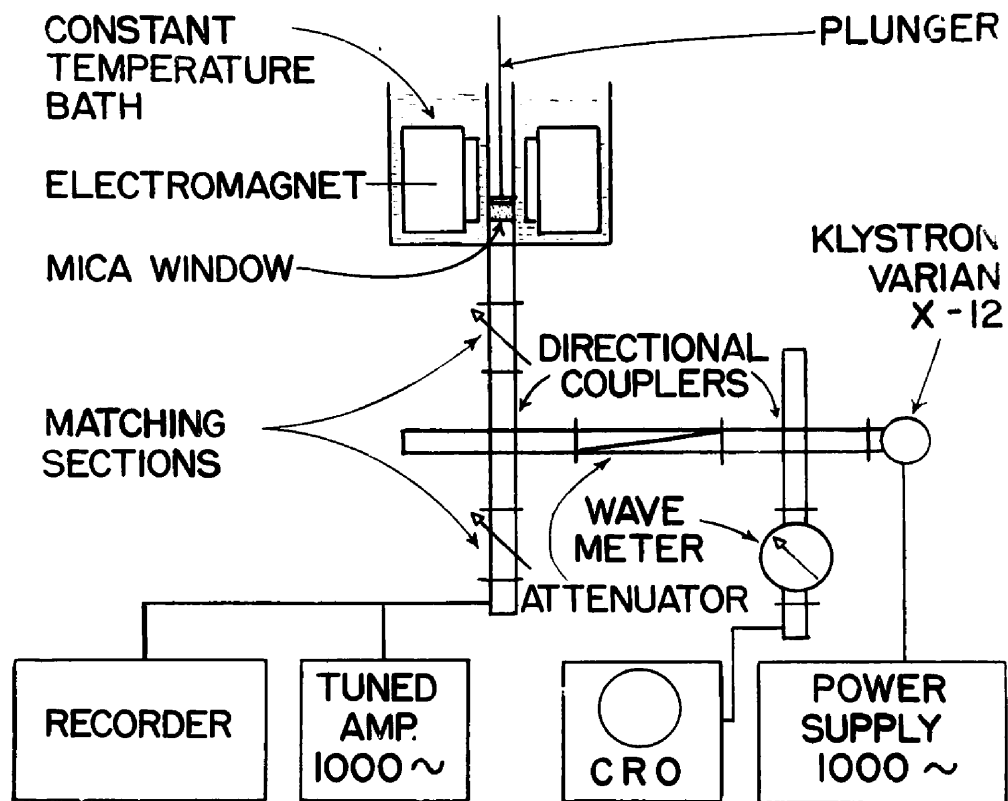 CONSTANT
TEMPERATURE
BATH
PLUNGER
ELECTROMAGNET
MICA WINDOW
KLYSTRON
VARIAN
X-12
DIRECTIONAL
COUPLERS
MATCHING
SECTIONS
WAVE
METER
ATTENUATOR
RECORDER
TUNED
AMP.
1000 ~
CRO
POWER
SUPPLY
1000 ~